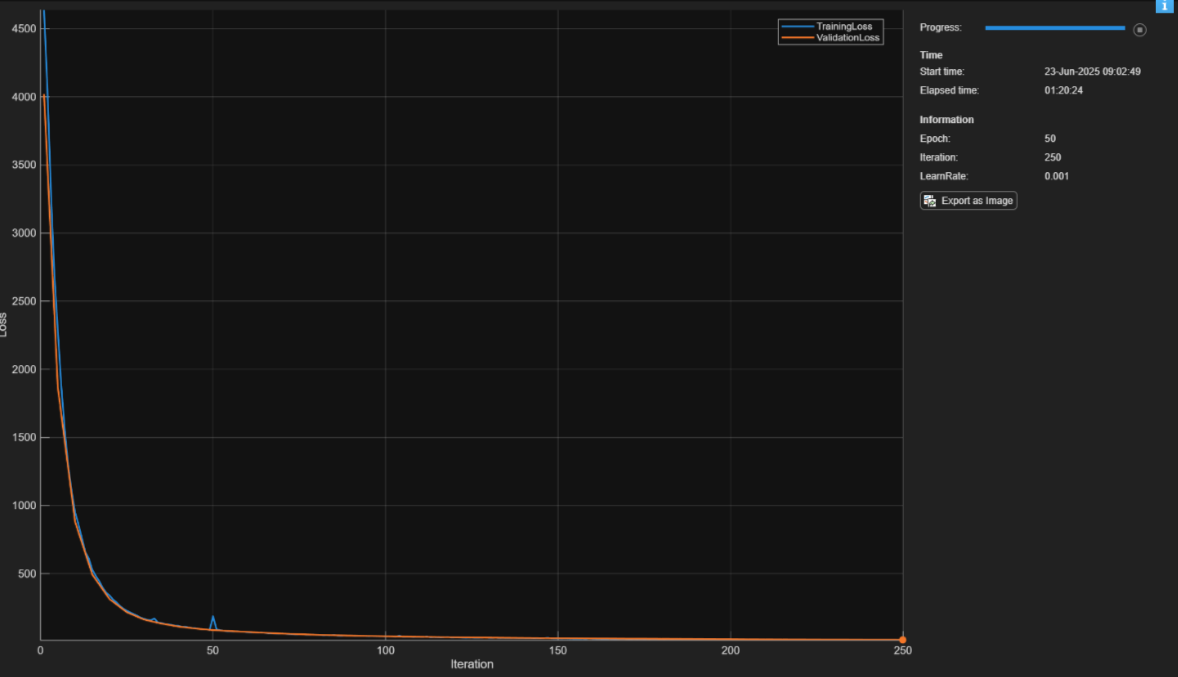 i
4500
4000
3500
3000
2500
2000
1500
1000
500
Loss
0
50
100
150
200
250
Iteration
TrainingLoss
ValidationLoss
Progress:
Time
Start time: 23-Jun-2025 09:02:49
Elapsed time: 01:20:24
Information
Epoch: 50
Iteration: 250
LearnRate: 0.001
Export as Image